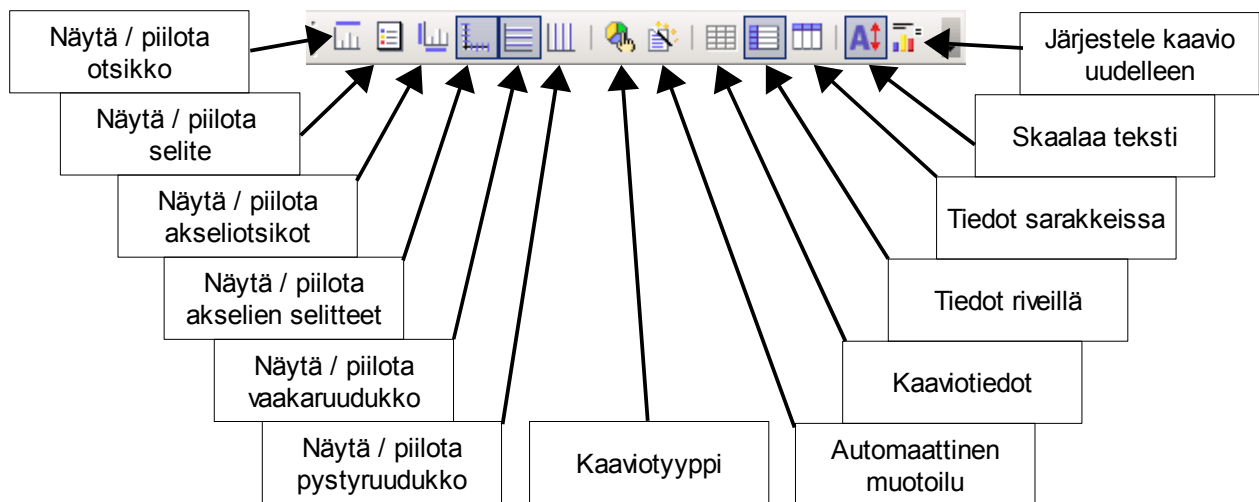 Näytä / piilota
otsikko
Näytä / piilota
selite
Näytä / piilota
akseliotsikot
Näytä / piilota
akselien selitteet
Näytä / piilota
vaakaruudukko
Näytä / piilota
pystyruudukko
Kaaviotyyppi
Automaattinen
muotoilu
Kaaviotiedot
Tiedot riveillä
Tiedot sarakkeissa
Skaalaa teksti
Järjestele kaavio
uudelleen
A